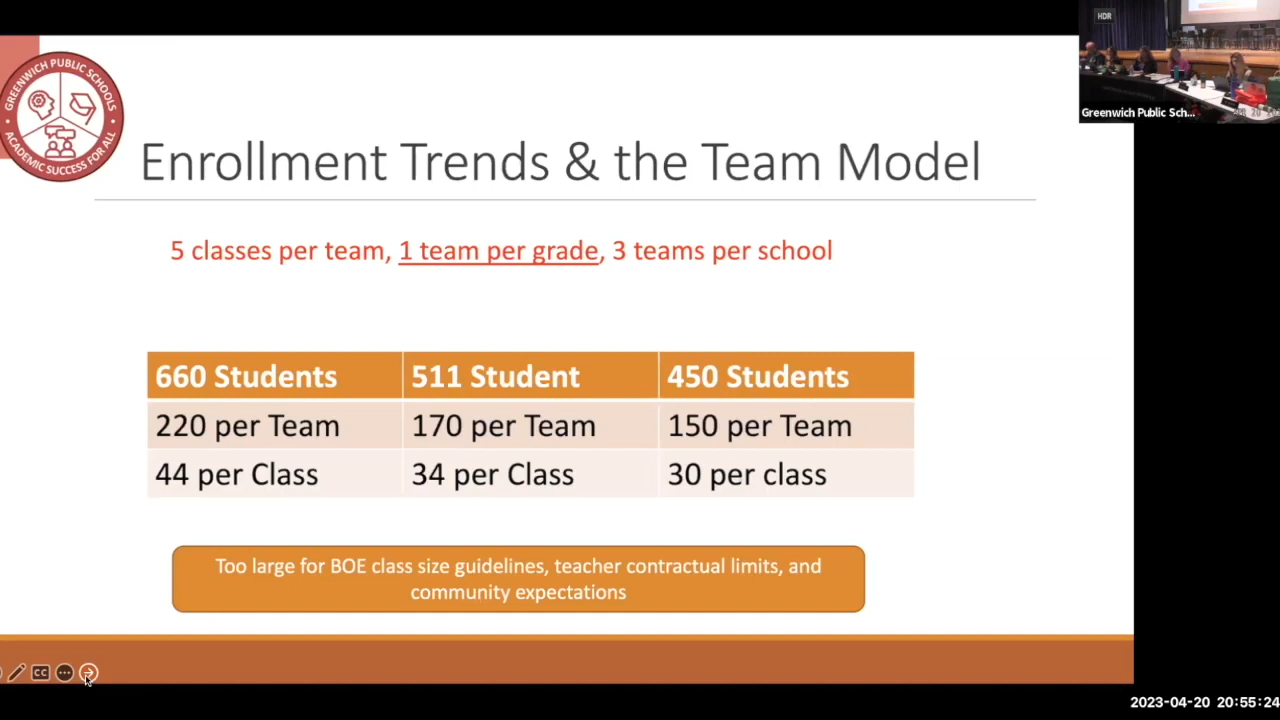 HDR
Greenwich Public Sch...
GREENWICH PUBLIC SCHOOLS
• ACADEMIC SUCCESS FOR ALL •
Enrollment Trends & the Team Model
5 classes per team, 1 team per grade, 3 teams per school
660 Students 511 Student 450 Students
220 per Team 170 per Team 150 per Team
44 per Class 34 per Class 30 per class
Too large for BOE class size guidelines, teacher contractual limits, and
community expectations
CC
2023-04-20 20:55:24